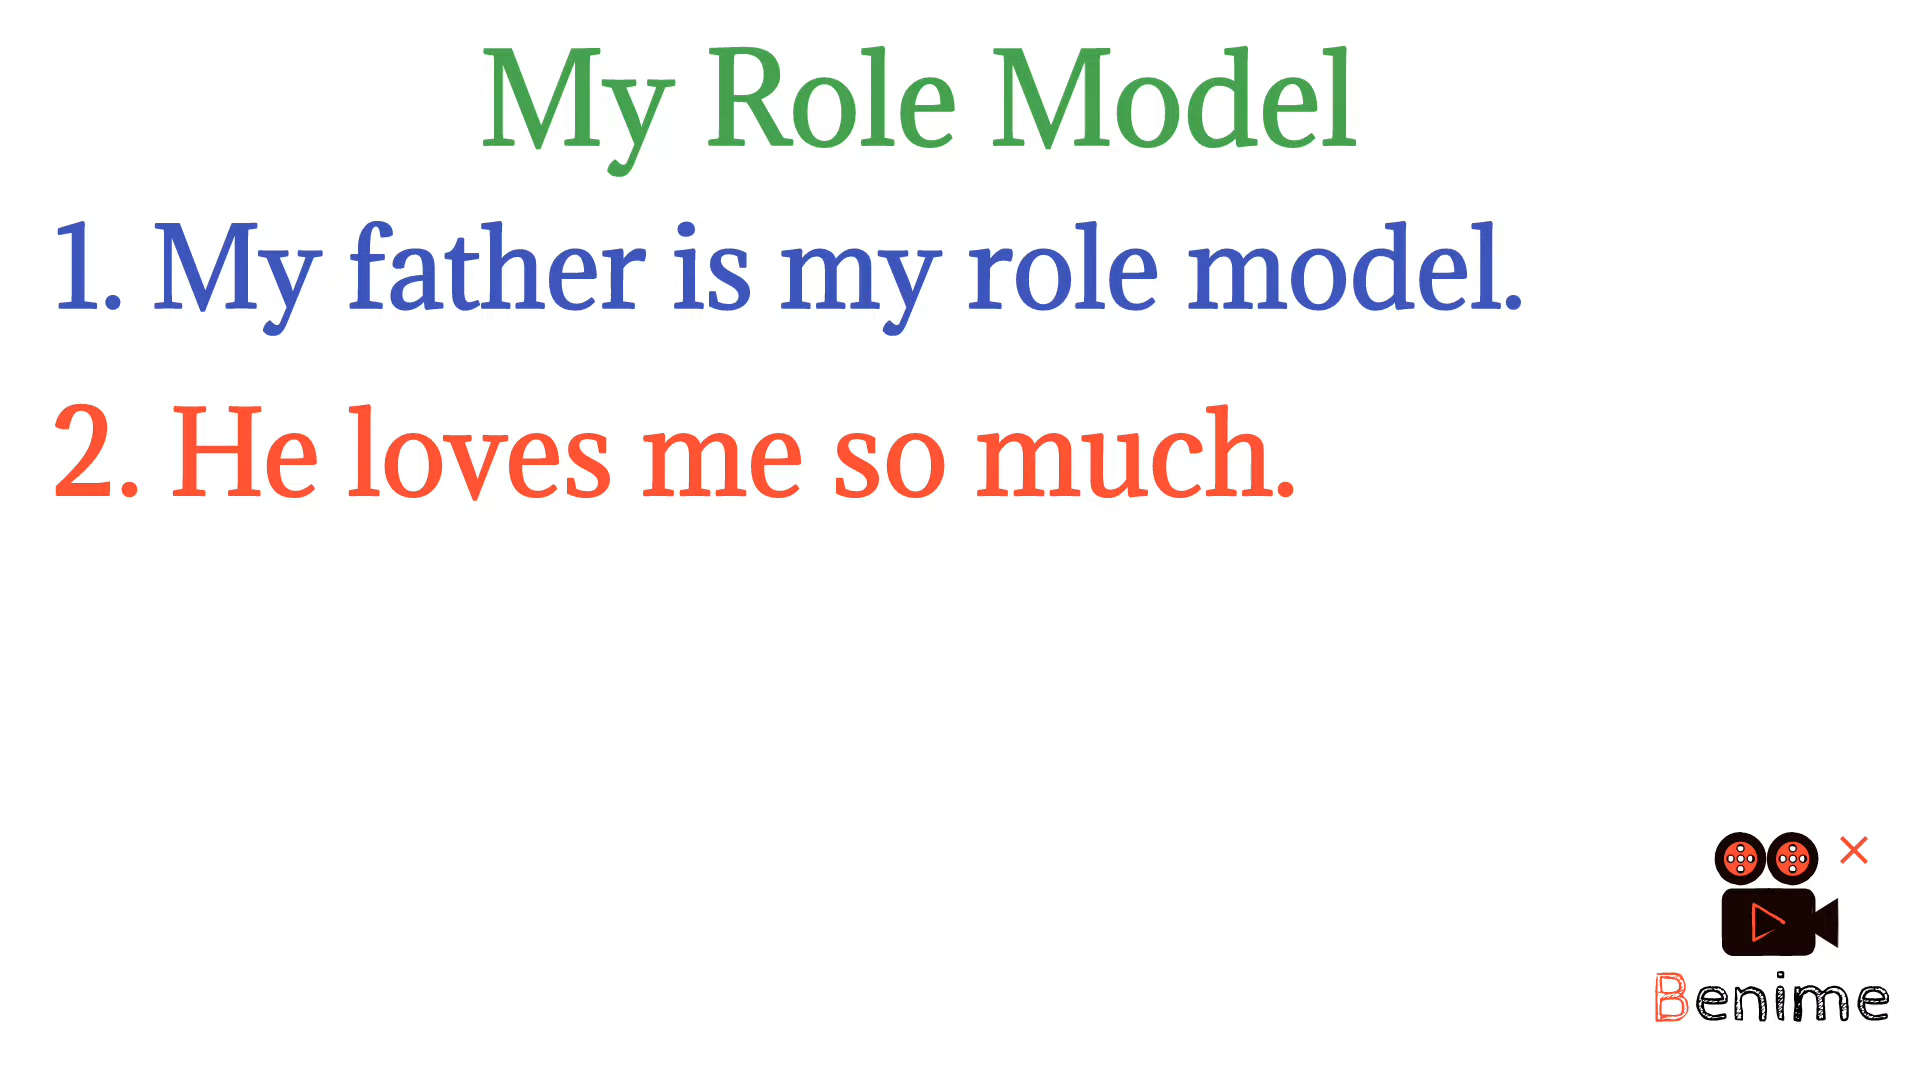 My Role Model
1. My father is my role model.
2. He loves me so much.
Benime